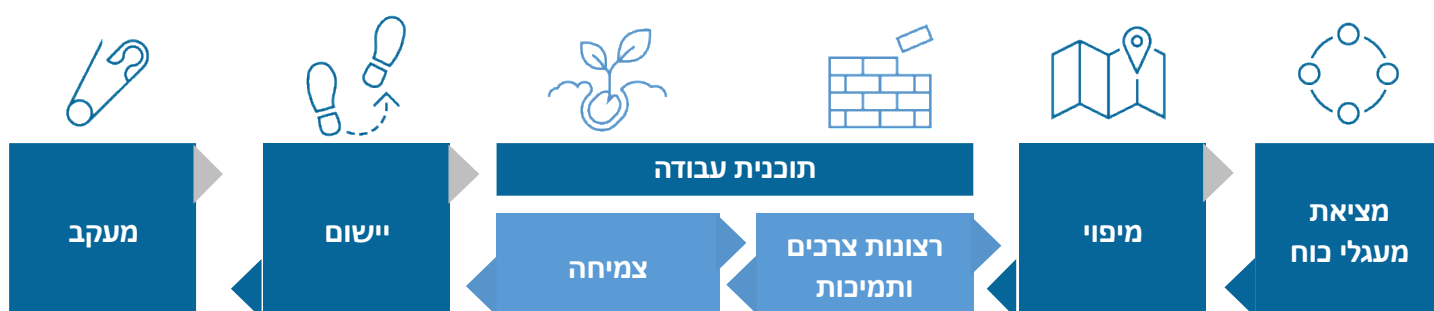 מציאת
מעגלי כוח
מיפוי
תוכנית עבודה
רצונות צרכים
ותמיכות
צמיחה
יישום
מעקב